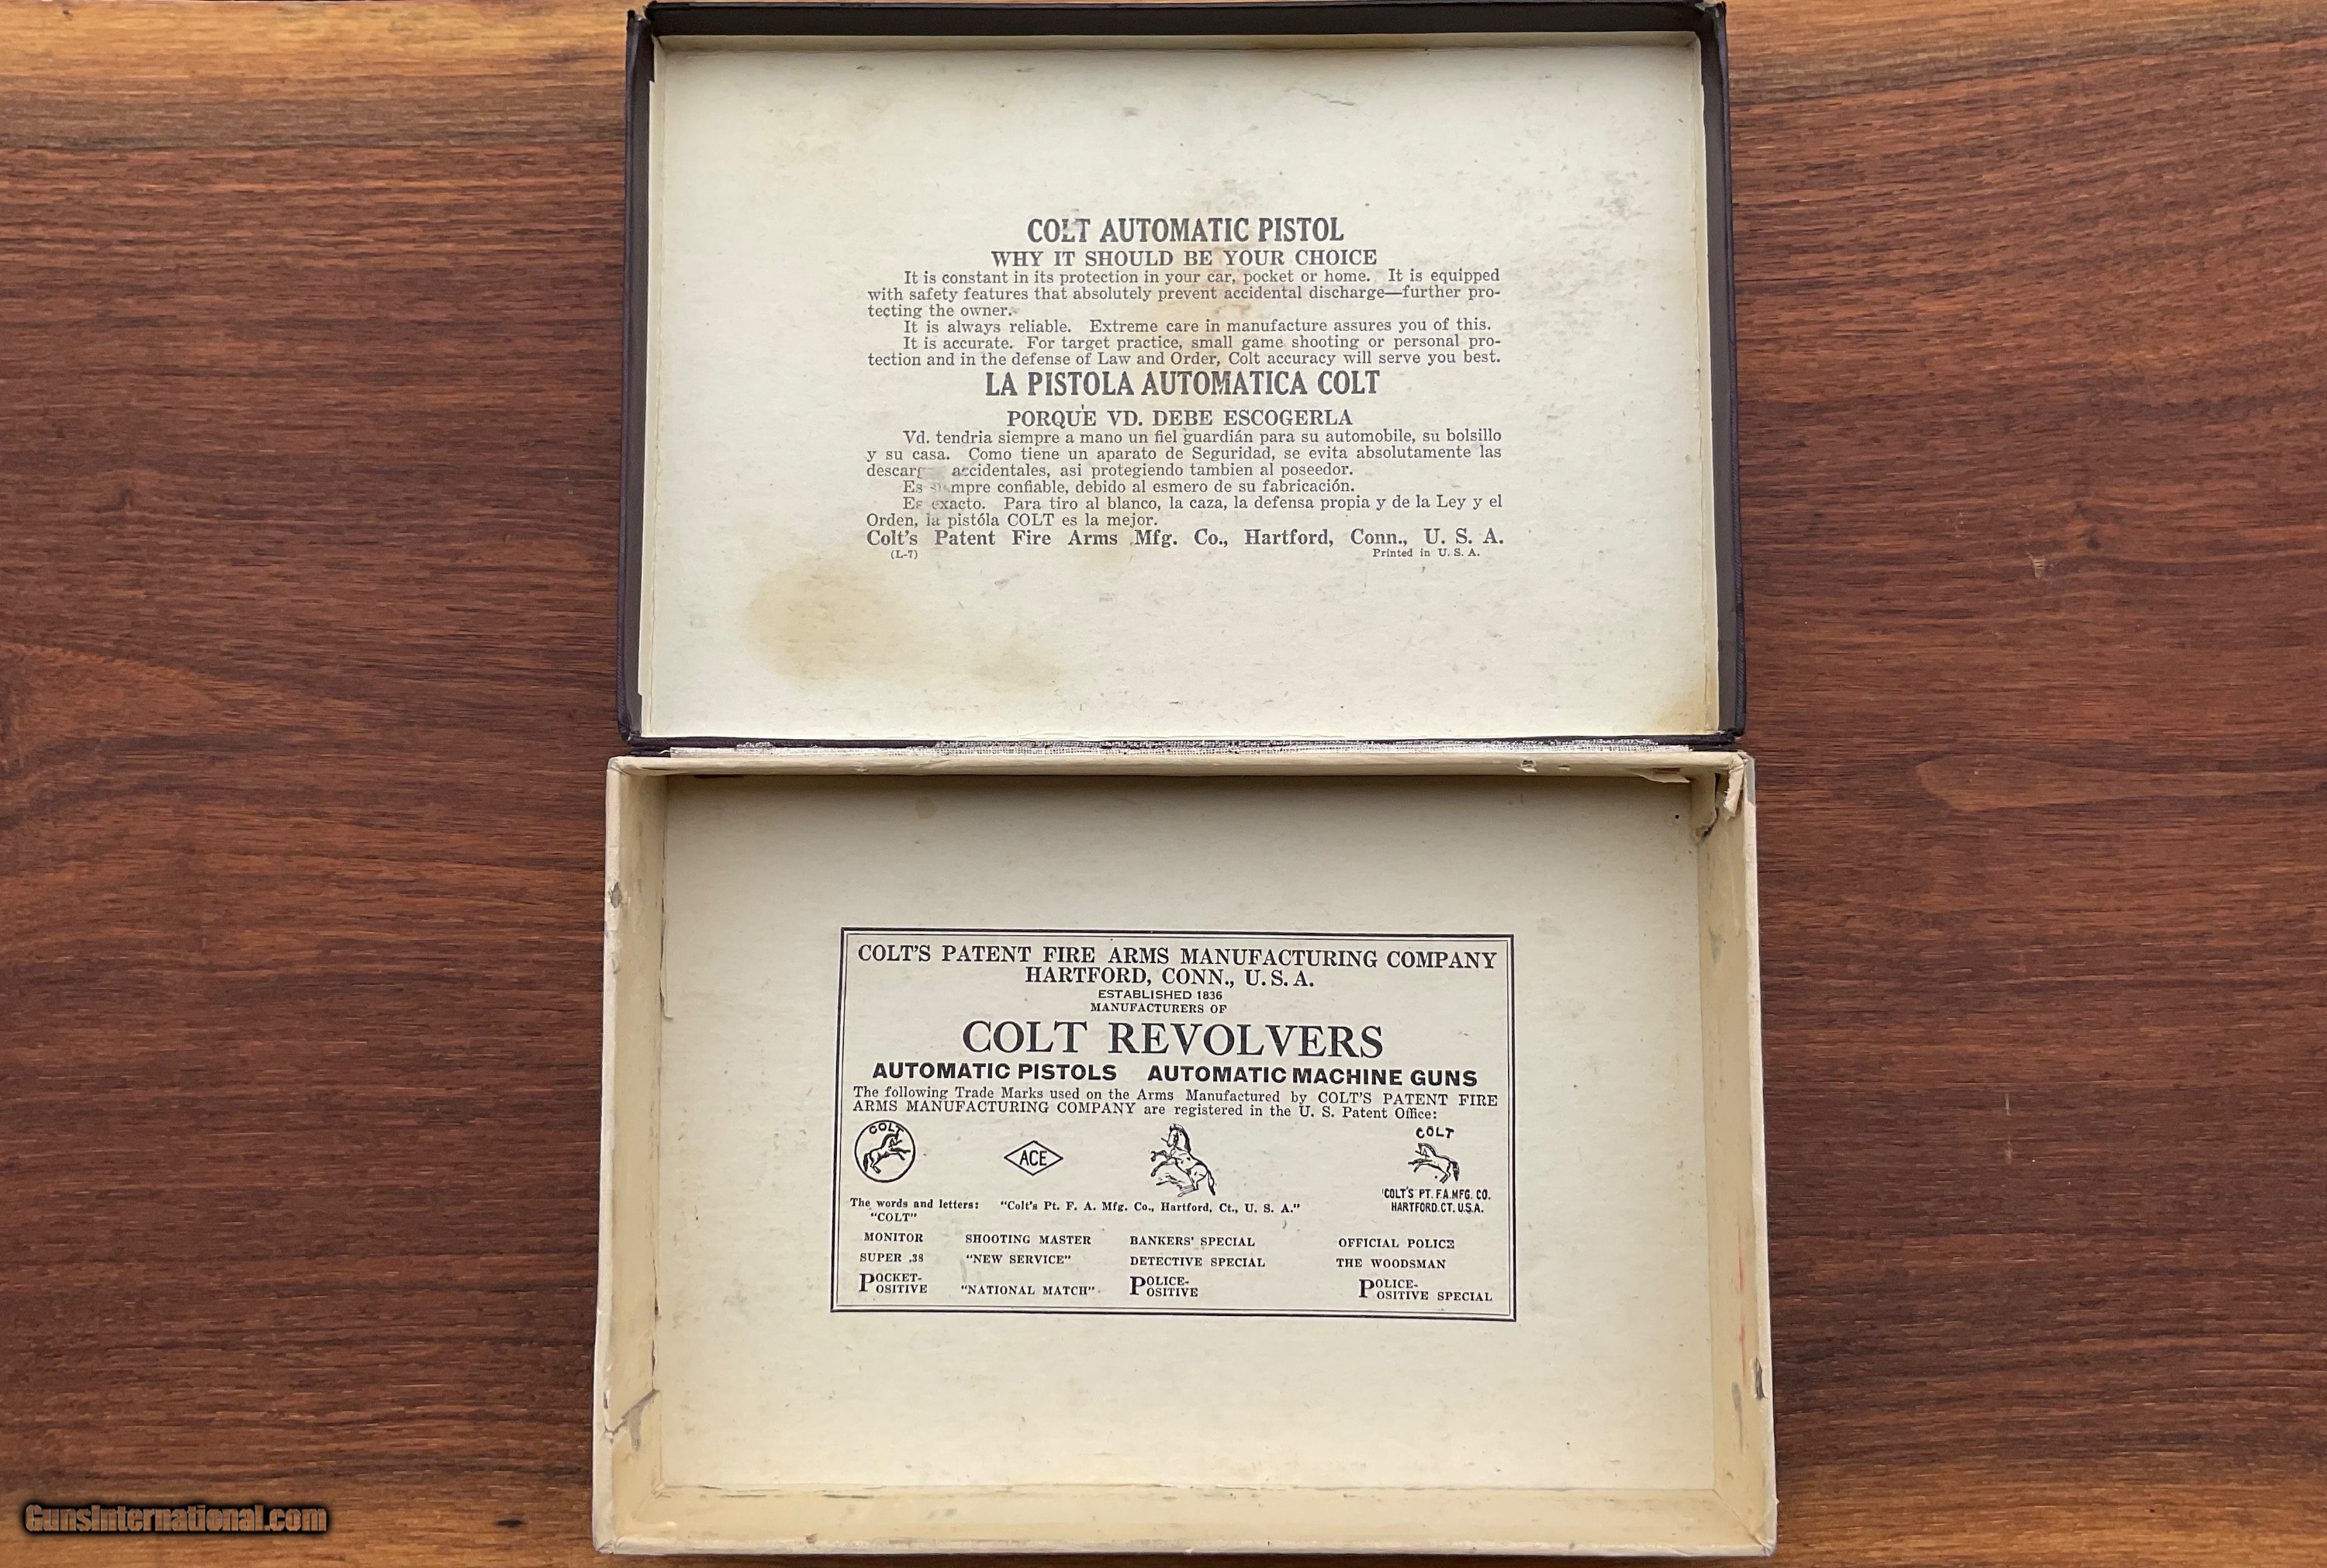 COLT AUTOMATIC PISTOL
WHY IT SHOULD BE YOUR CHOICE
It is constant in its protection in your car, pocket or home. It is equipped
with safety features that absolutely prevent accidental discharge—further pro-
tecting the owner.
It is always reliable. Extreme care in manufacture assures you of this.
It is accurate. For target practice, small game shooting or personal pro-
tection and in the defense of Law and Order, Colt accuracy will serve you best.
LA PISTOLA AUTOMATICA COLT
PORQUE VD. DEBE ESCOGERLA
Vd. tendria siempre a mano un fiel guardián para su automobile, su bolsillo
y su casa. Como tiene un aparato de Seguridad, se evita absolutamente las
accidentales, asi protegiendo tambien al poseedor.
Es confiable, debido al esmero de su fabricación.
Es exacto. Para tiro al blanco, la caza, la defensa propia y de la Ley y el
Orden, la pistóla COLT es la mejor.
Colt's Patent Fire Arms Mfg. Co., Hartford, Conn., U. S. A.
(L-7) Printed in U. S. A.
COLT'S PATENT FIRE ARMS MANUFACTURING COMPANY
HARTFORD, CONN., U. S. A.
ESTABLISHED 1836
MANUFACTURERS OF
COLT REVOLVERS
AUTOMATIC PISTOLS AUTOMATIC MACHINE GUNS
The following Trade Marks used on the Arms Manufactured by COLT'S PATENT FIRE
ARMS MANUFACTURING COMPANY are registered in the U. S. Patent Office:
COLT ACE COLT
COLT'S PT. F.A.MFG. CO.
HARTFORD.CT. U.S.A.
The words and letters: "Colt's Pt. F. A. Mfg. Co., Hartford, Ct., U. S. A."
"COLT"
MONITOR SHOOTING MASTER BANKERS' SPECIAL OFFICIAL POLICE
SUPER .38 "NEW SERVICE" DETECTIVE SPECIAL THE WOODSMAN
POCKET-POSITIVE "NATIONAL MATCH" POLICE-POSITIVE POLICE-POSITIVE SPECIAL
GunsInternational.com